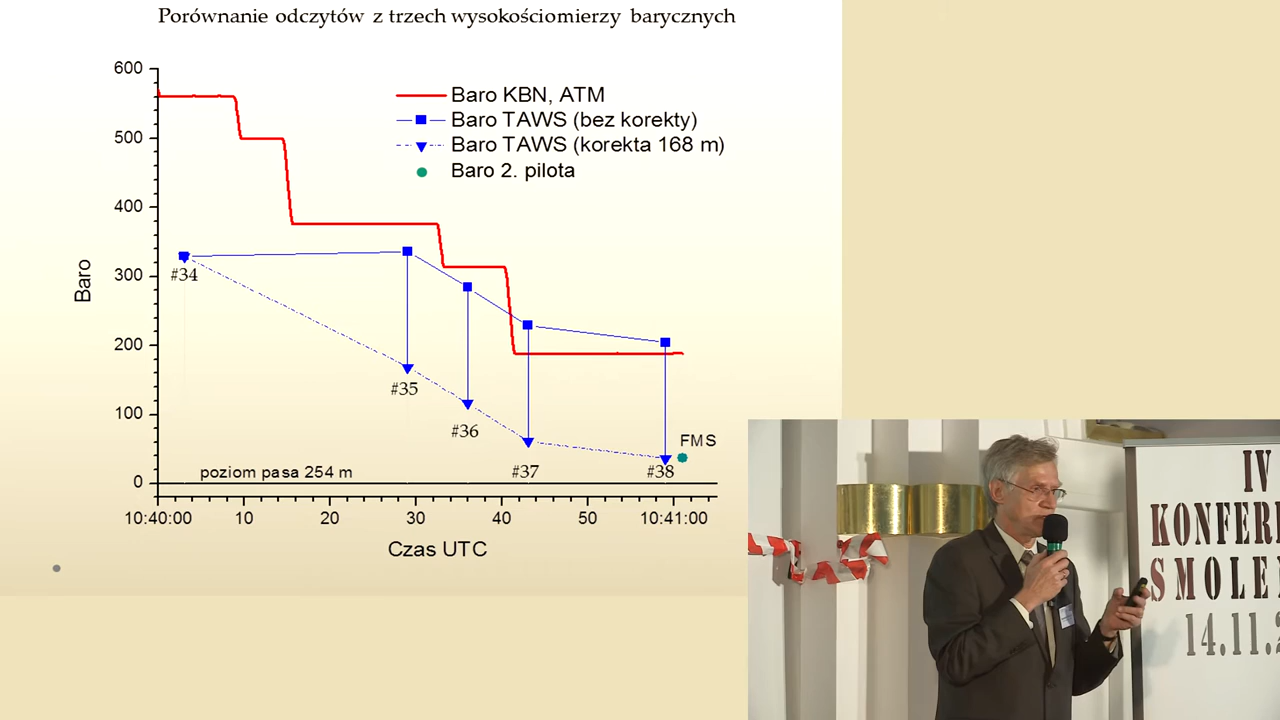 Porównanie odczytów z trzech wysokościomierzy barycznych
600
500
400
300
200
100
0
Baro
Baro KBN, ATM
Baro TAWS (bez korekty)
Baro TAWS (korekta 168 m)
Baro 2. pilota
#34
#35
#36
#37
#38
FMS
poziom pasa 254 m
10:40:00 10 20 30 40 50 10:41:00
Czas UTC
IV
KONFER
SMOLE
14.11.2